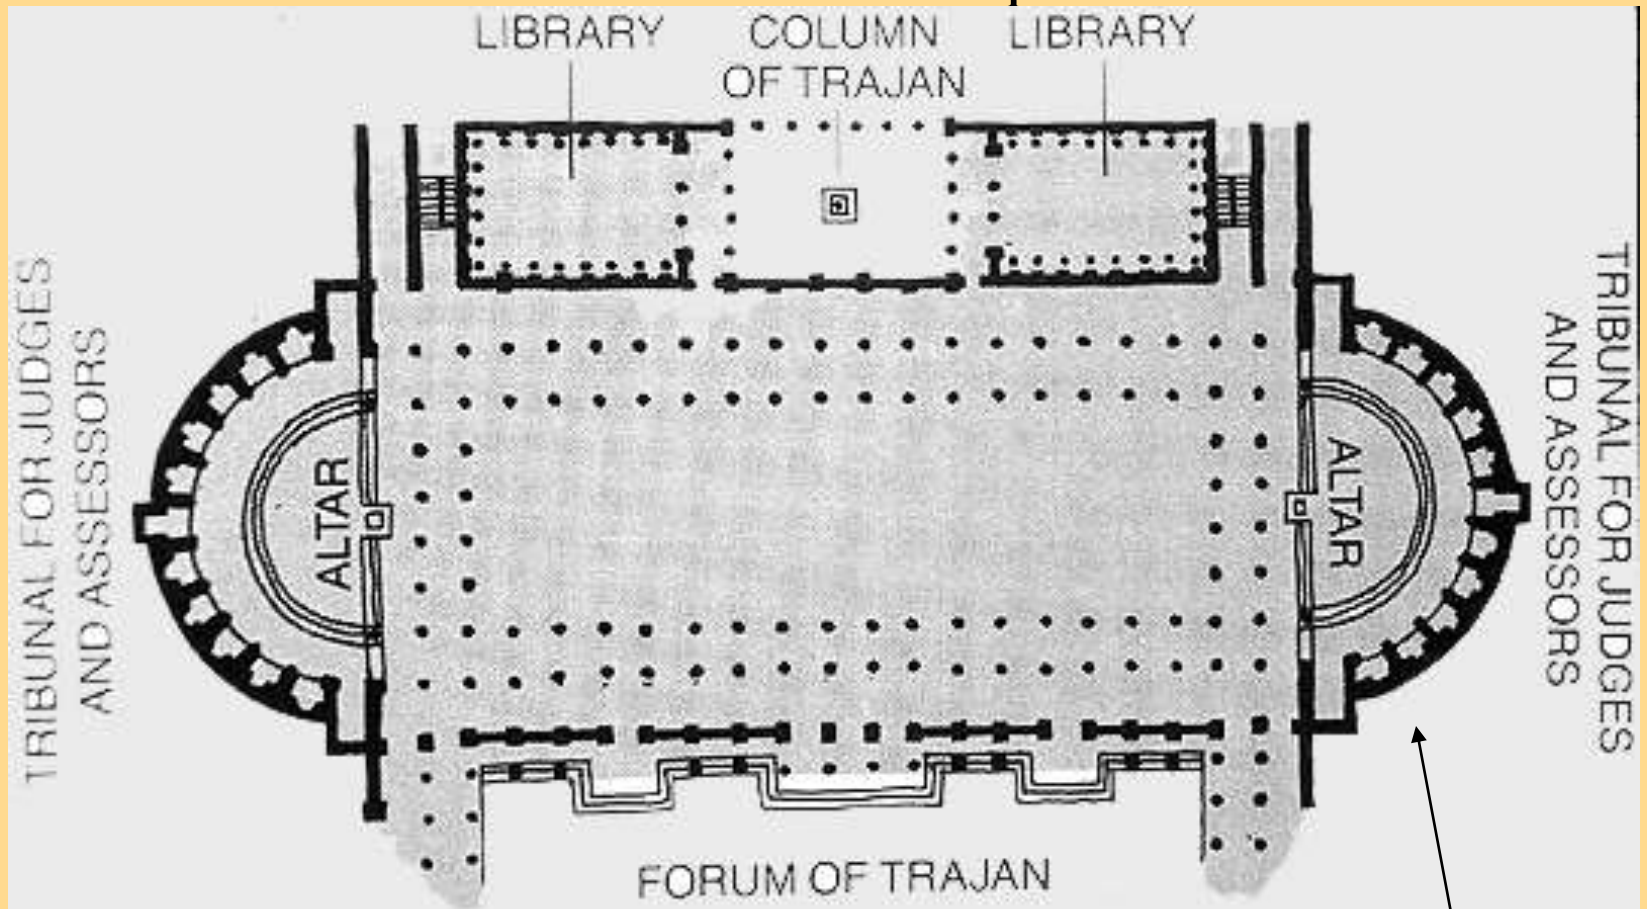 LIBRARY
COLUMN
OF TRAJAN
LIBRARY
TRIBUNAL FOR JUDGES
AND ASSESSORS
ALTAR
ALTAR
TRIBUNAL FOR JUDGES
AND ASSESSORS
FORUM OF TRAJAN